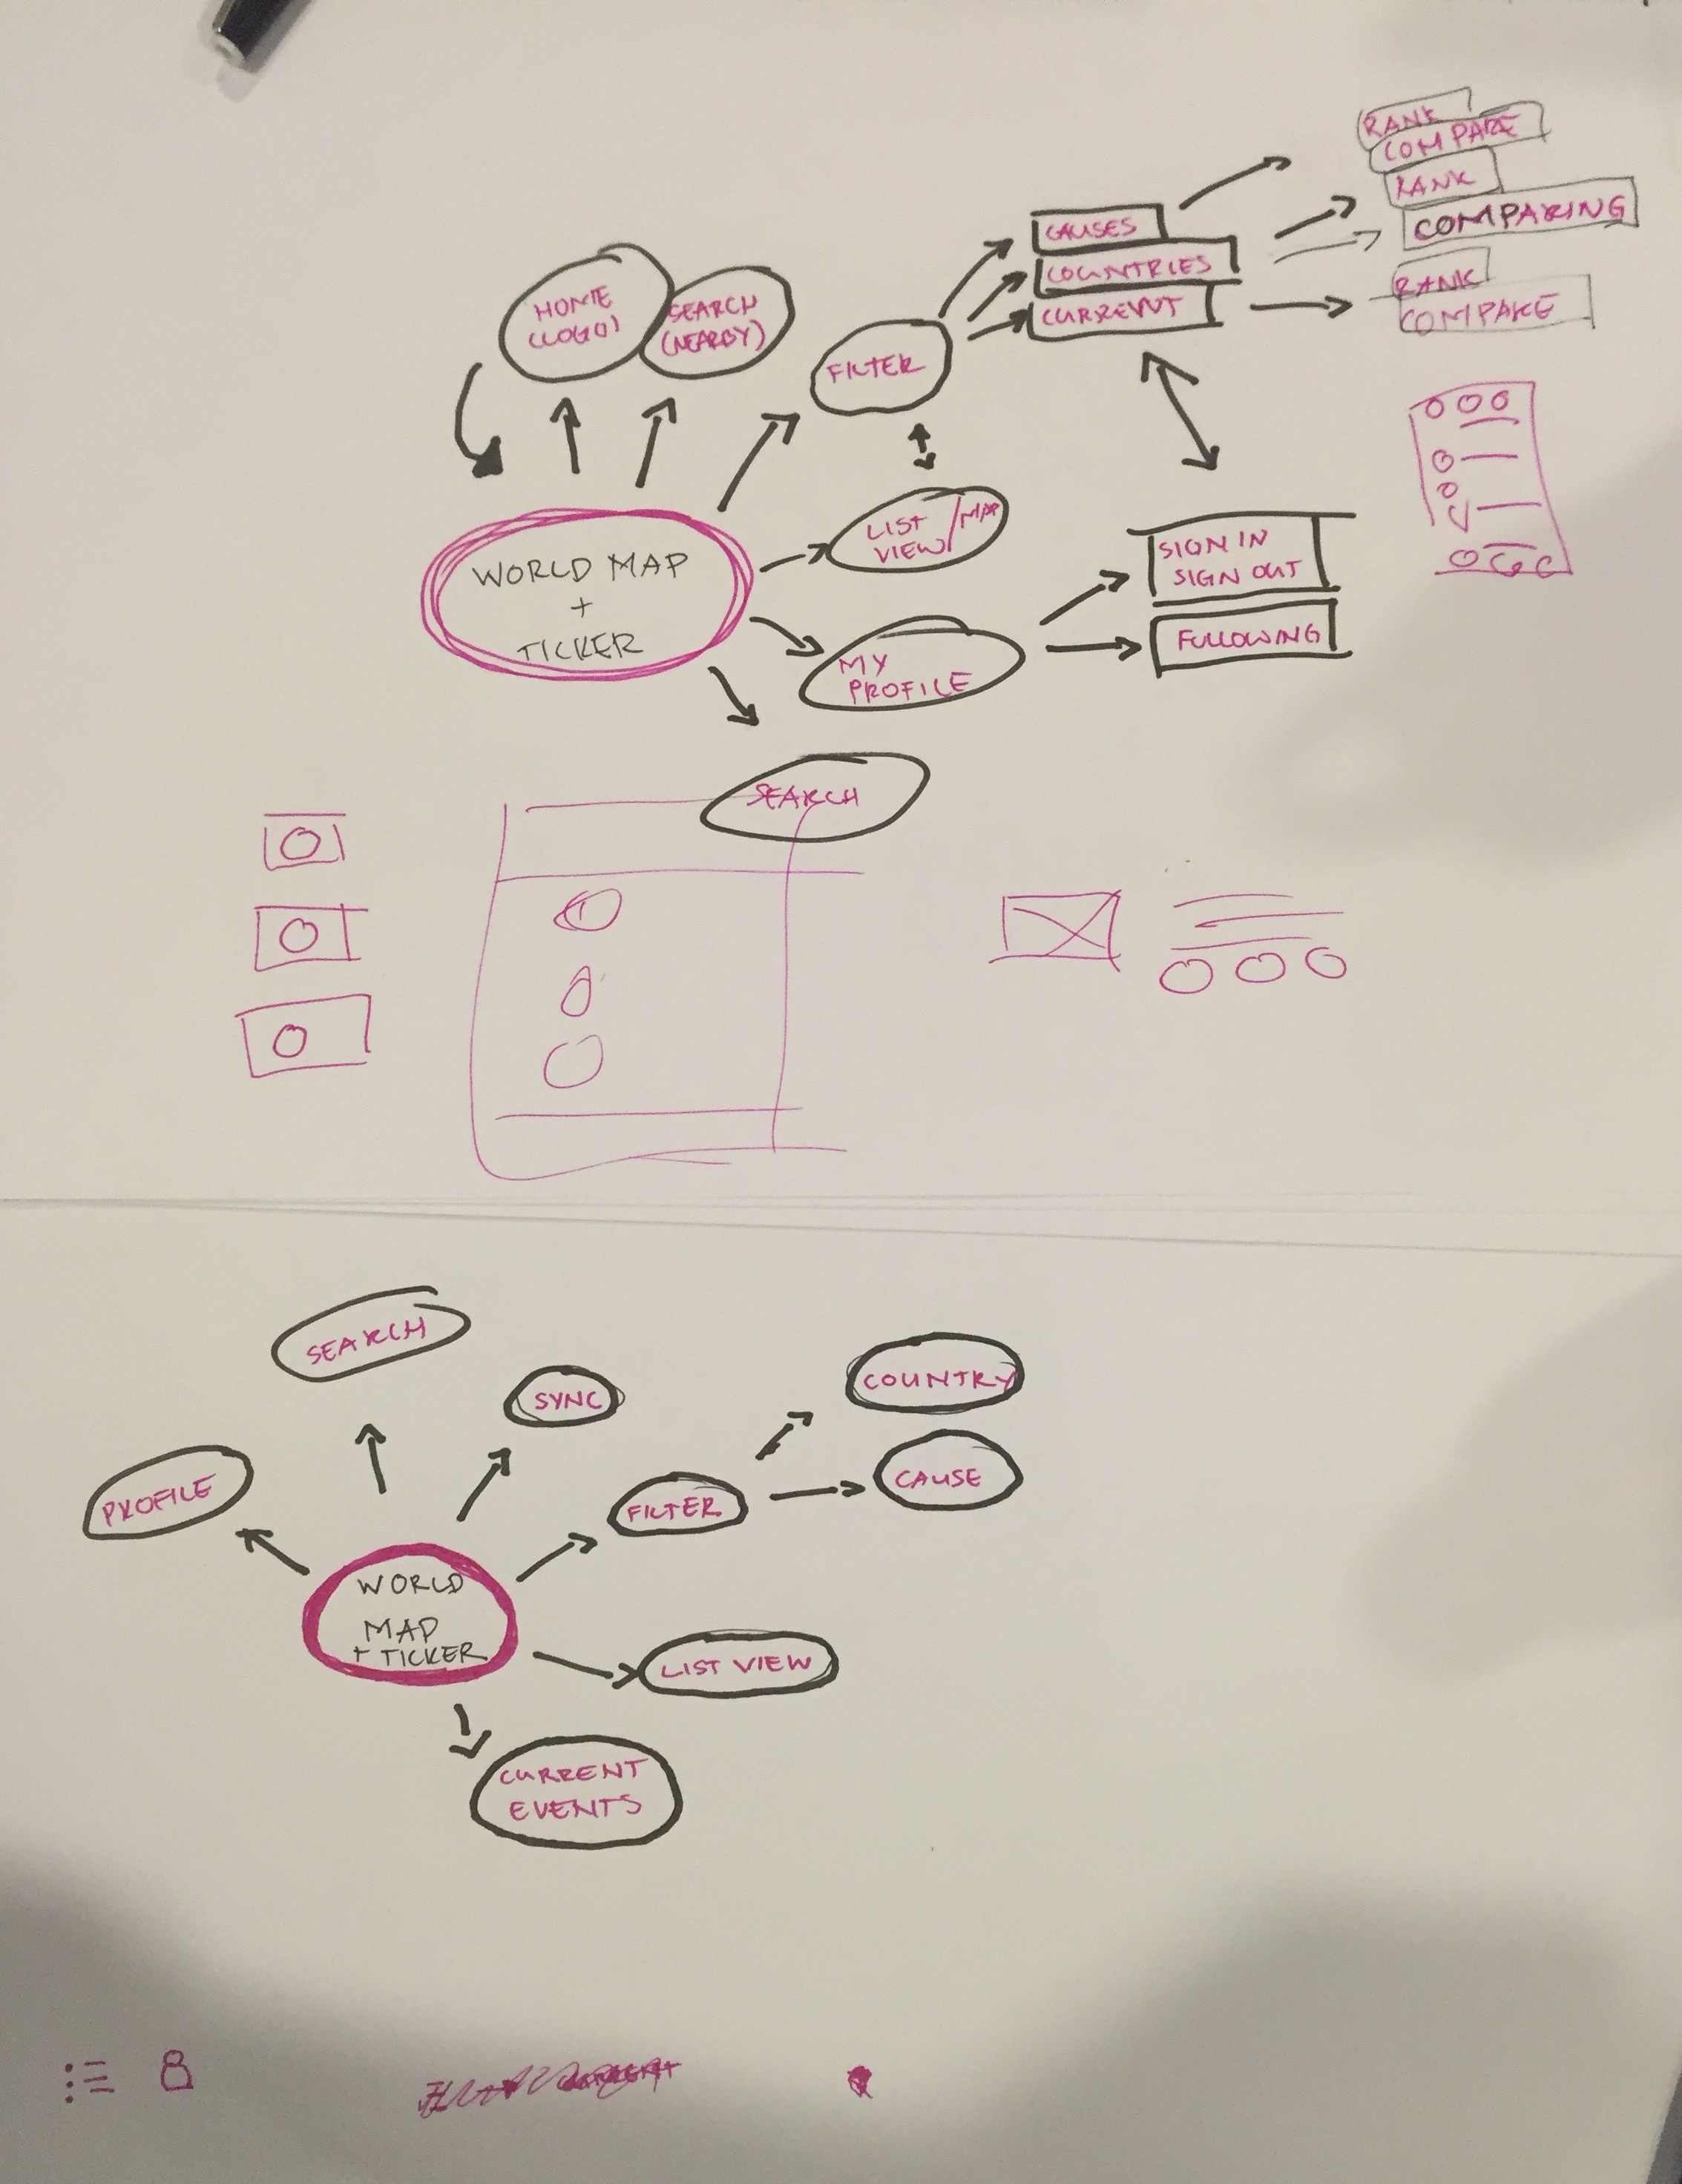 RANK
COMPARE
RANK
COMPARING
RANK
COMPARE
CAUSES
COUNTRIES
CURRENT
HOME
(LOGO)
SEARCH
(NEARBY)
FILTER
LIST
VIEW/MAP
WORLD MAP
+
TICKER
SIGN IN
SIGN OUT
FOLLOWING
MY
PROFILE
SEARCH
SEARCH
SYNC
COUNTRY
CAUSE
PROFILE
FILTER
WORLD
MAP
+ TICKER
LIST VIEW
CURRENT
EVENTS